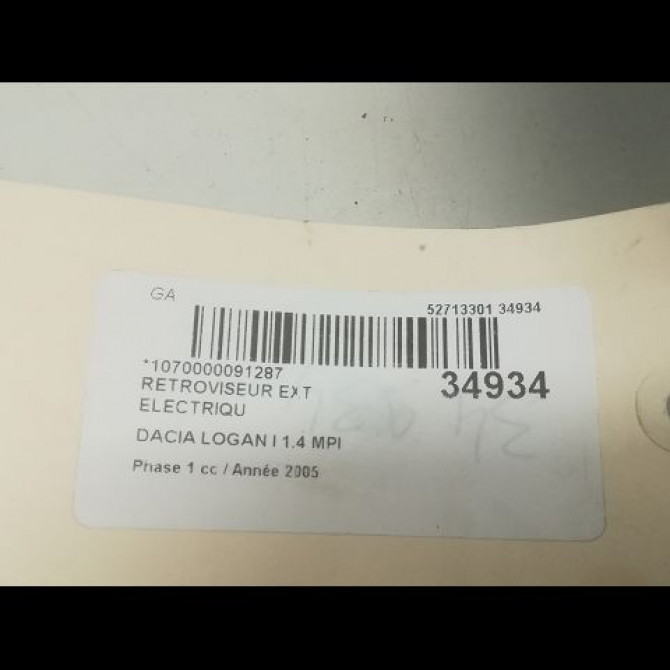 GA
52713301 34934
*1070000091287
34934
RETROVISEUR EXT
ELECTRIQU
DACIA LOGAN I 1.4 MPI
Phase 1 cc / Année 2005